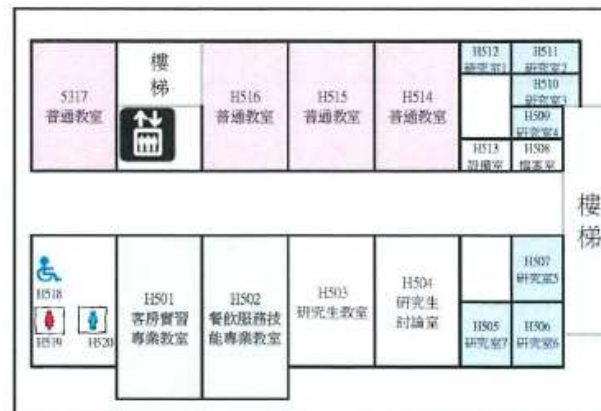 5317
普通教室
樓
梯
H516
普通教室
H515
普通教室
H514
普通教室
H512
研究室1
H511
研究室2
H510
研究室3
H509
研究室4
H513
設備室
H508
檔案室
樓
梯
H518
H519
H520
H501
客房實習
專業教室
H502
餐飲服務技
能專業教室
H503
研究生教室
H504
研究生
討論室
H507
研究室5
H505
研究室7
H506
研究室6